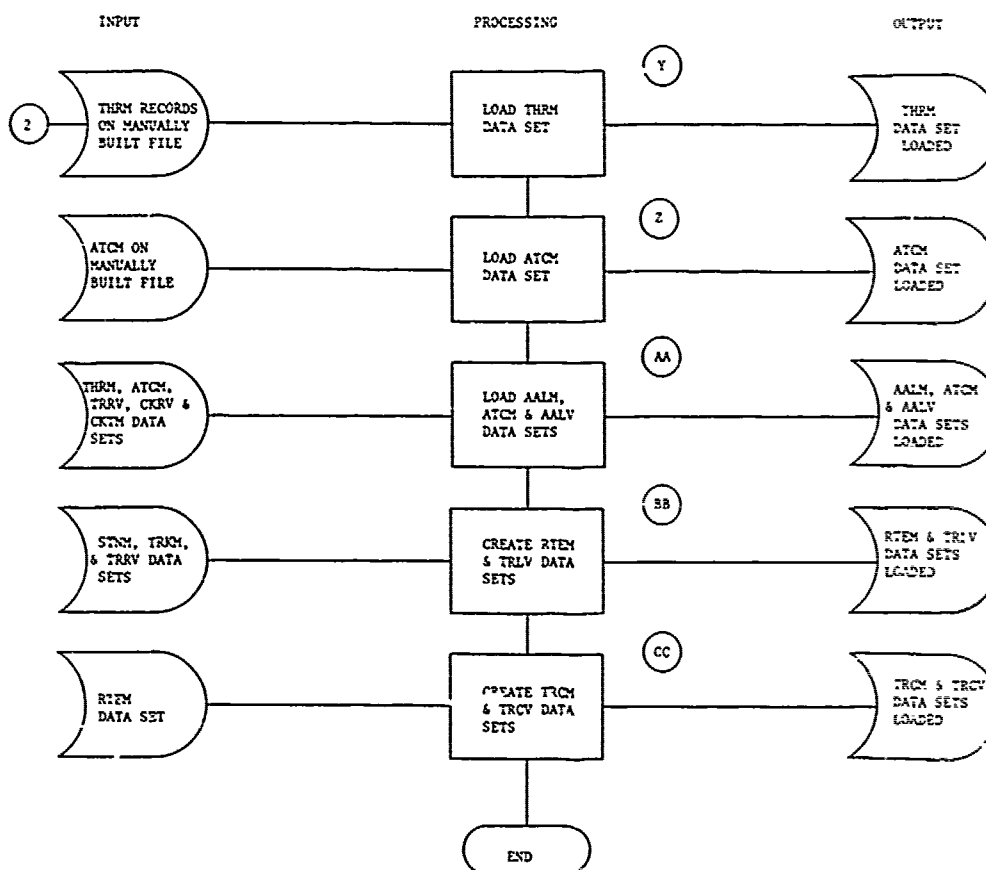 INPUT
PROCESSING
OUTPUT
Y
2
THRM RECORDS
ON MANUALLY
BUILT FILE
LOAD THRM
DATA SET
THRM
DATA SET
LOADED
Z
ATCM ON
MANUALLY
BUILT FILE
LOAD ATCM
DATA SET
ATCM
DATA SET
LOADED
AA
THRM, ATCM,
TRRV, CKRV &
CKTM DATA
SETS
LOAD AALM,
ATCM & AALV
DATA SETS
AALM, ATCM
& AALV
DATA SETS
LOADED
BB
STNM, TRKM,
& TRRV DATA
SETS
CREATE RTEM
& TRLV DATA
SETS
RTEM & TRLV
DATA SETS
LOADED
CC
RTEM
DATA SET
CREATE TRCM
& TRCV DATA
SETS
TRCM & TRCV
DATA SETS
LOADED
END